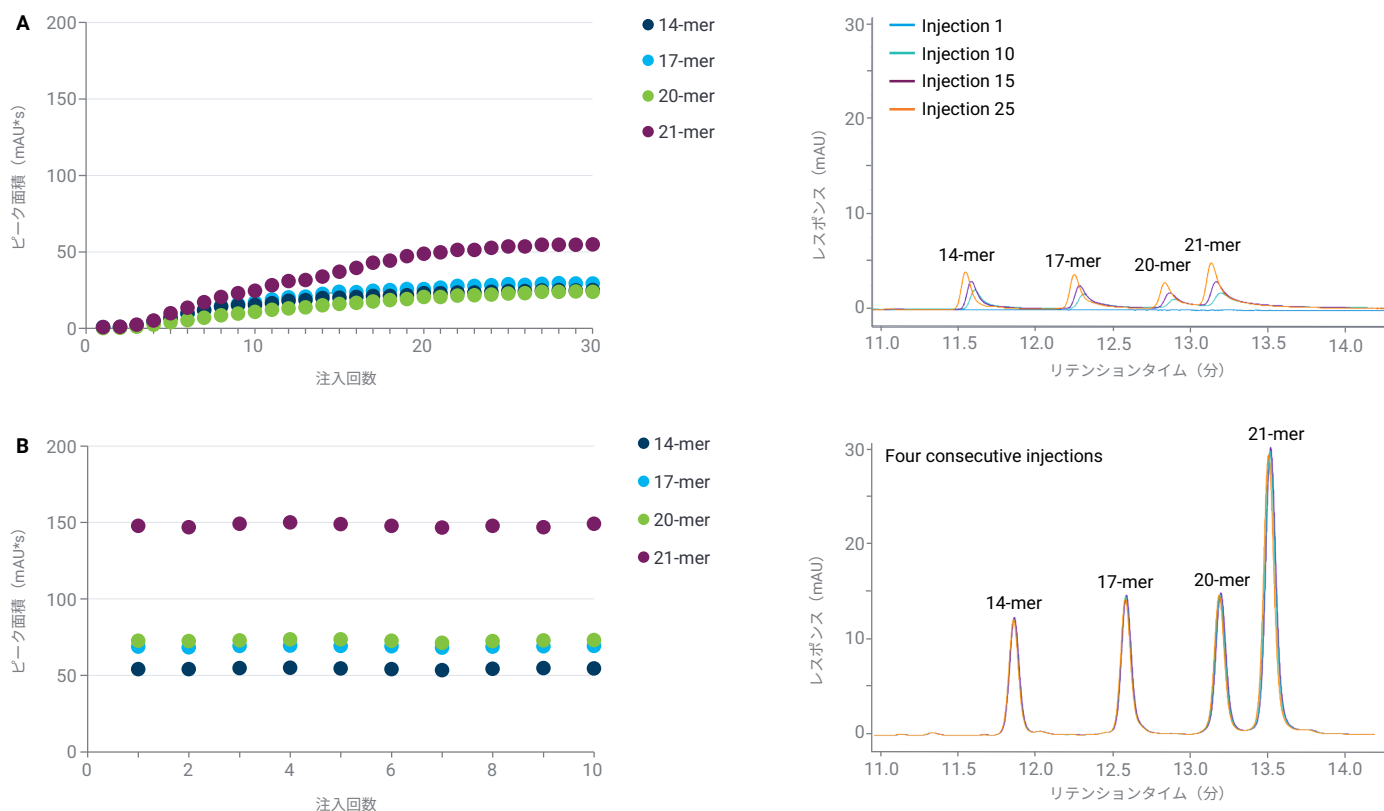 A
200
150
100
50
0
ピーク面積（mAU*s）
0
10
20
30
注入回数
14-mer
17-mer
20-mer
21-mer
30
20
10
0
レスポンス（mAU）
Injection 1
Injection 10
Injection 15
Injection 25
14-mer
17-mer
20-mer
21-mer
11.0
11.5
12.0
12.5
13.0
13.5
14.0
リテンションタイム（分）
B
200
150
100
50
0
ピーク面積（mAU*s）
0
2
4
6
8
10
注入回数
14-mer
17-mer
20-mer
21-mer
30
20
10
0
レスポンス（mAU）
Four consecutive injections
14-mer
17-mer
20-mer
21-mer
11.0
11.5
12.0
12.5
13.0
13.5
14.0
リテンションタイム（分）